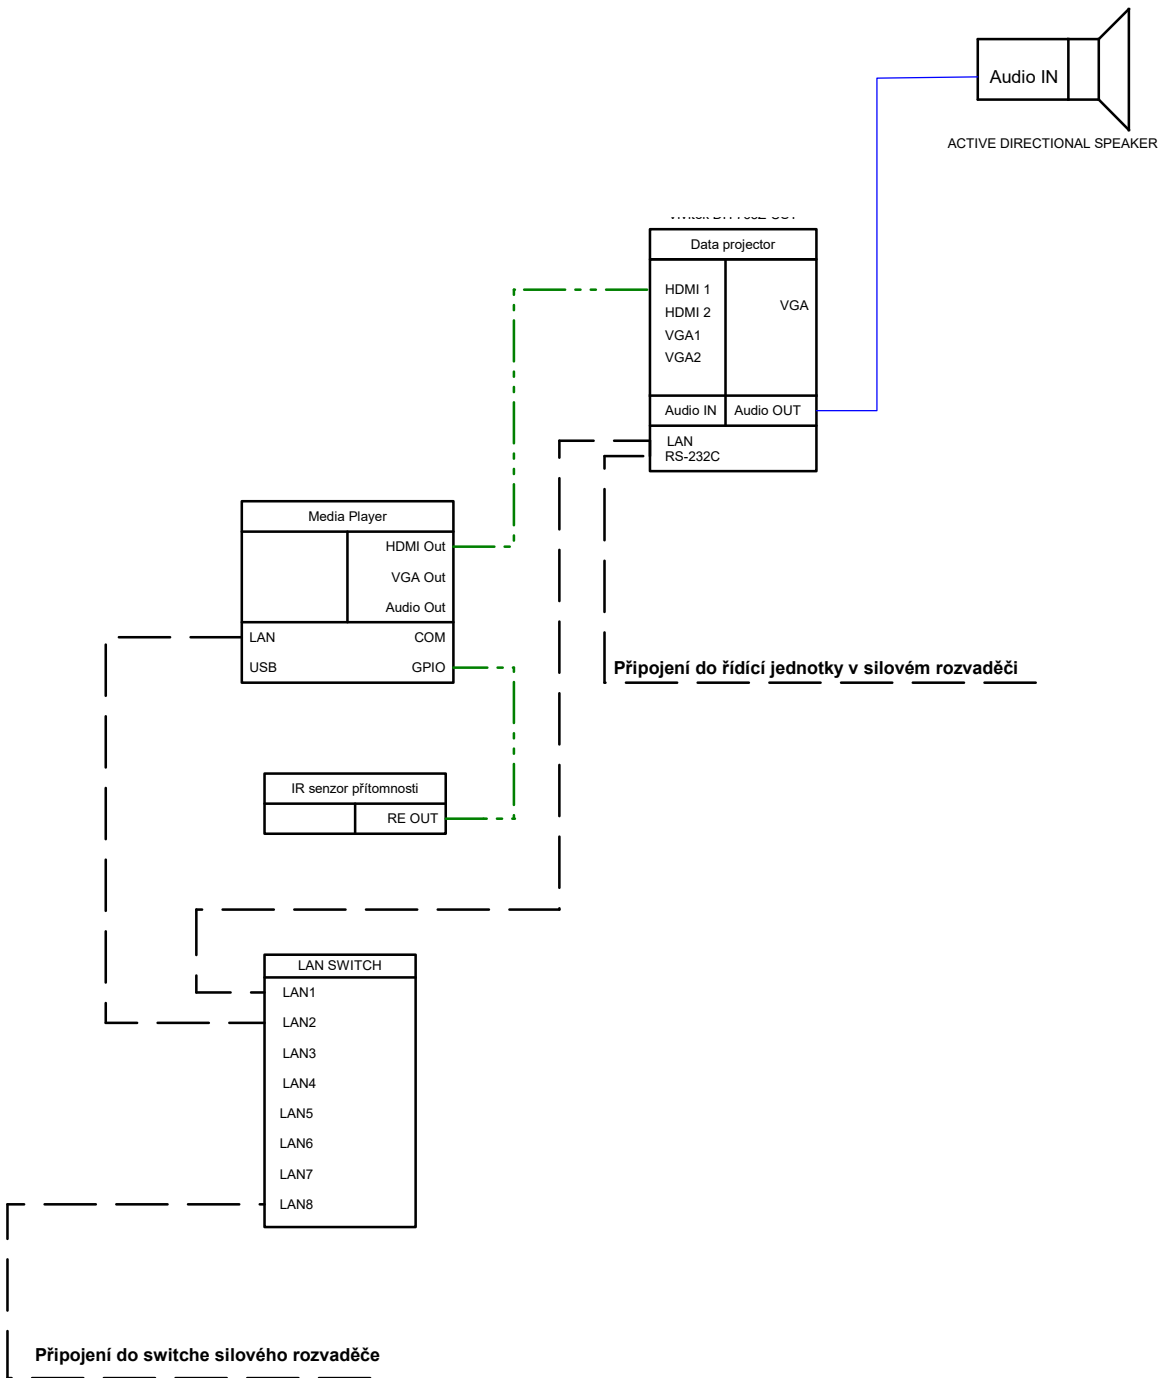 Audio IN
ACTIVE DIRECTIONAL SPEAKER
Data projector
HDMI 1
HDMI 2
VGA1
VGA2
VGA
Audio IN
Audio OUT
LAN
RS-232C
Media Player
HDMI Out
VGA Out
Audio Out
LAN
COM
USB
GPIO
Připojení do řídící jednotky v silovém rozvaděči
IR senzor přítomnosti
RE OUT
LAN SWITCH
LAN1
LAN2
LAN3
LAN4
LAN5
LAN6
LAN7
LAN8
Připojení do switche silového rozvaděče